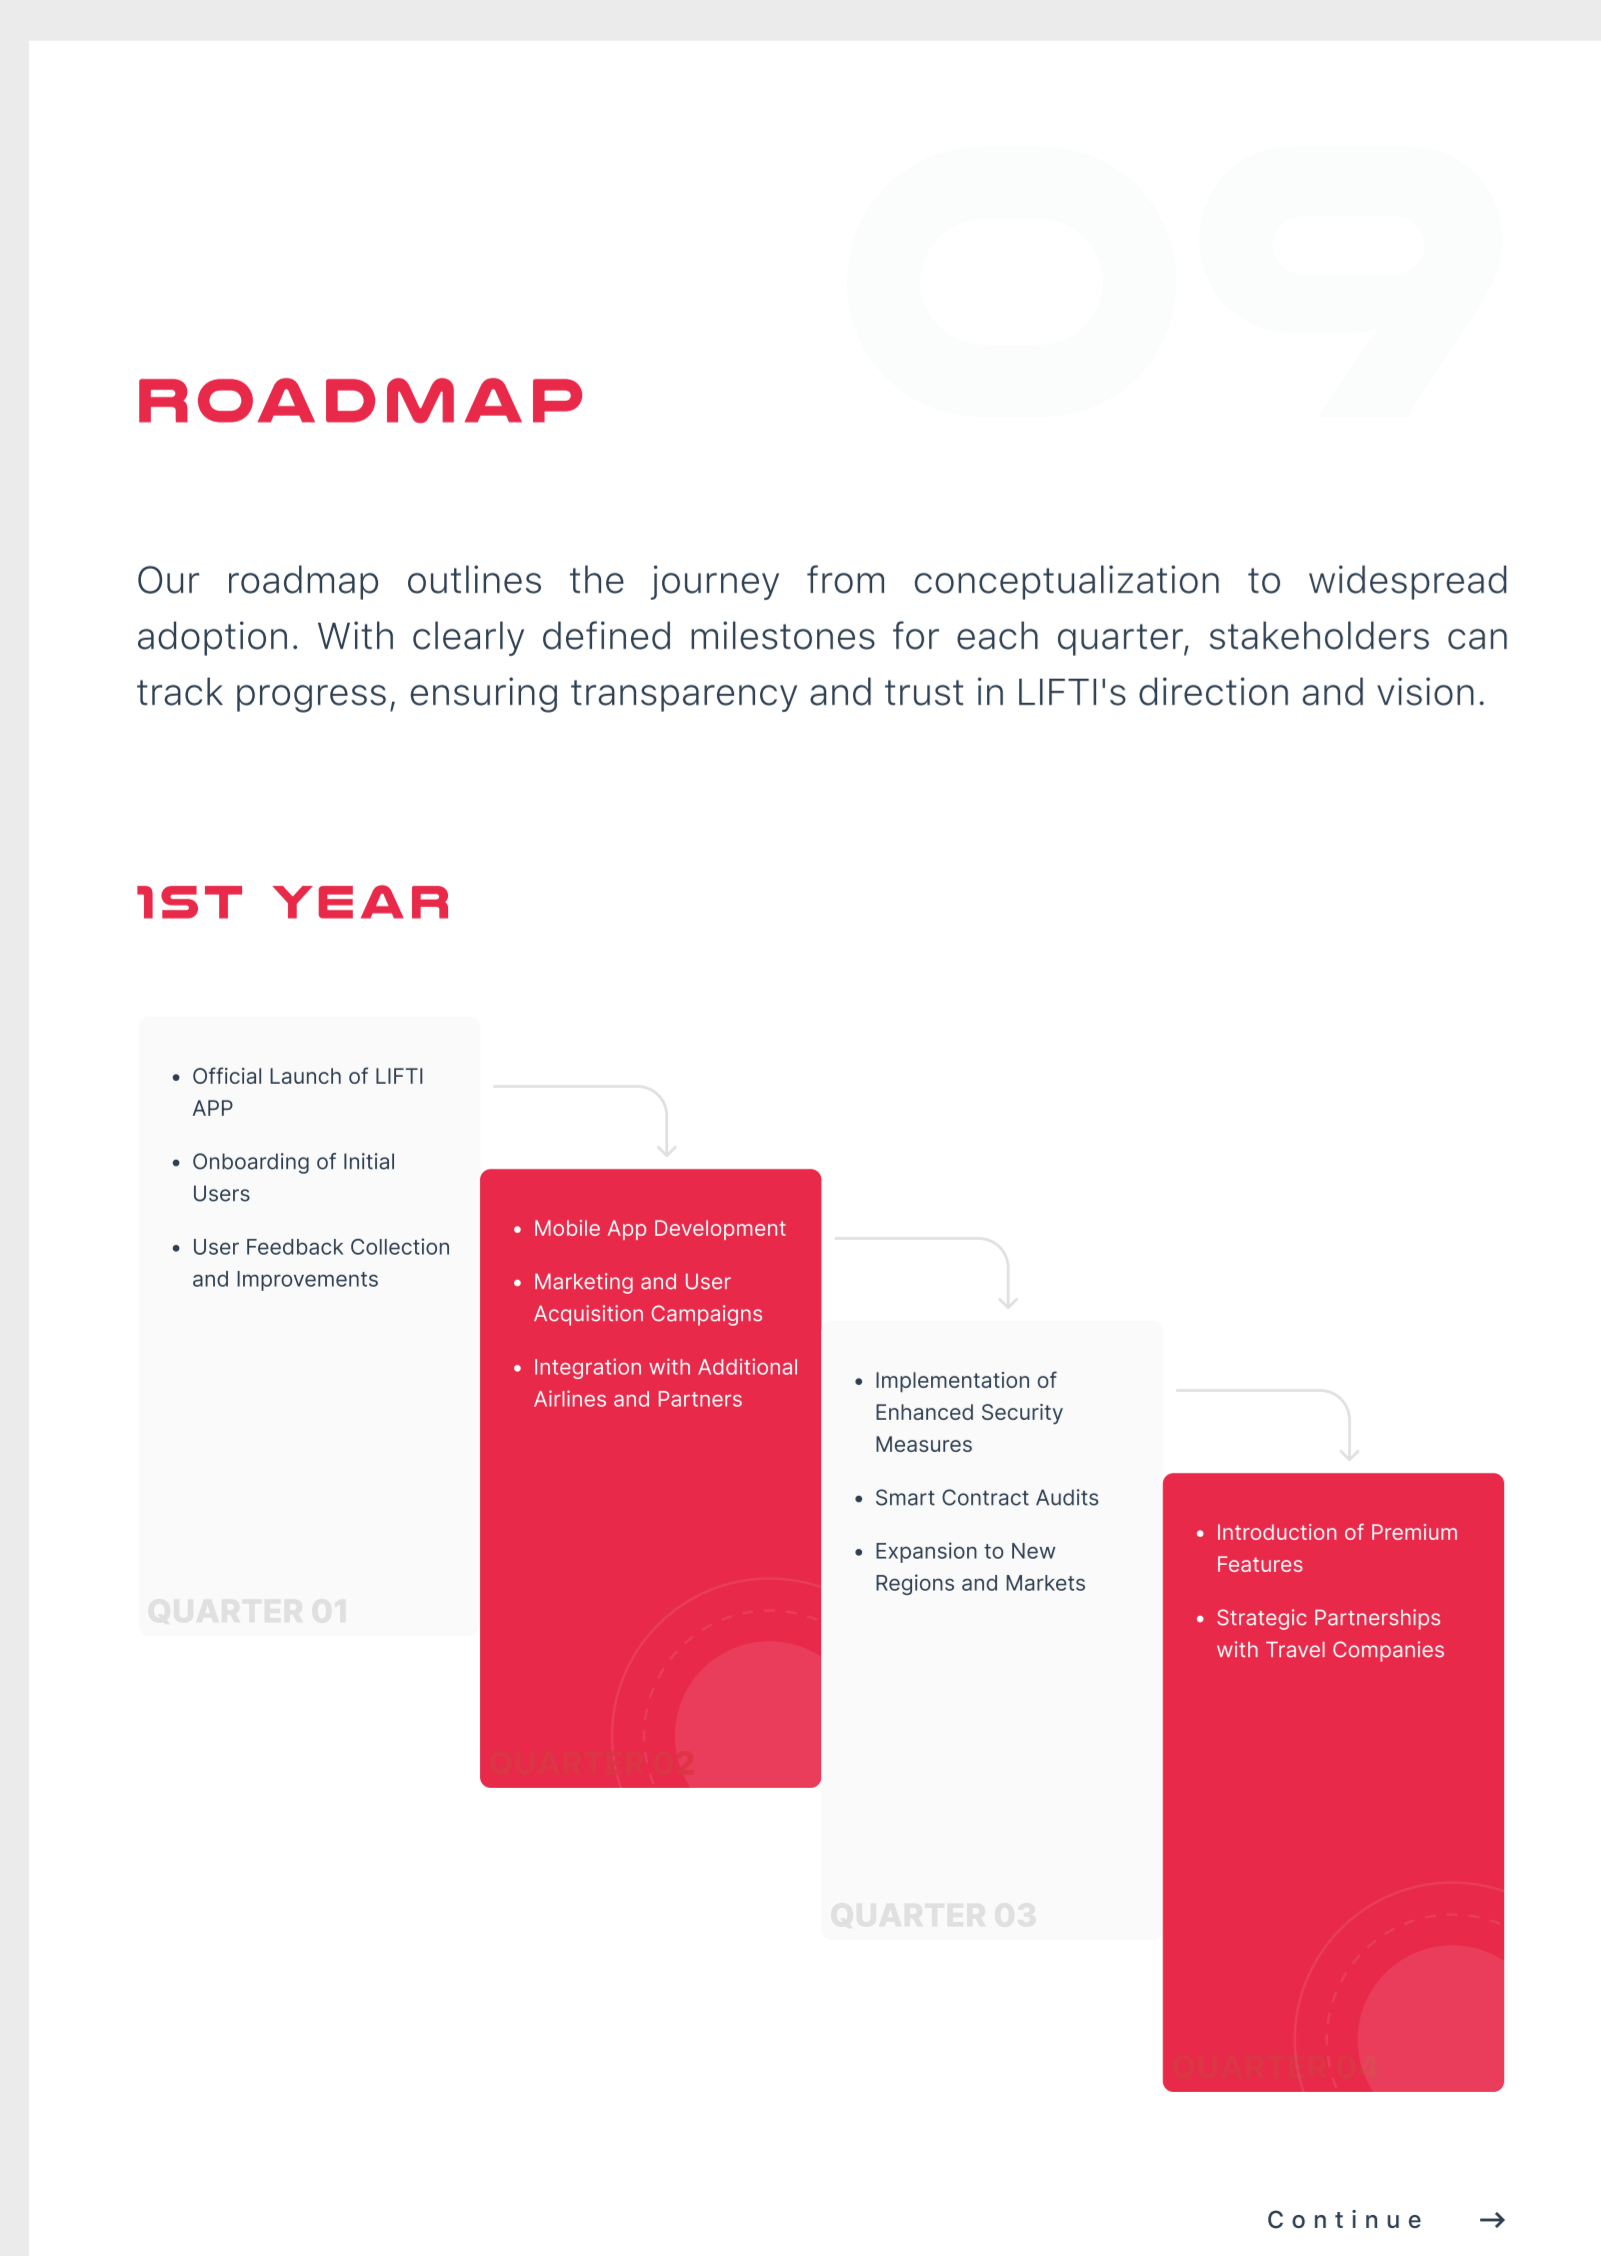 09
ROADMAP
Our roadmap outlines the journey from conceptualization to widespread
adoption. With clearly defined milestones for each quarter, stakeholders can
track progress, ensuring transparency and trust in LIFTI's direction and vision.
1ST YEAR
• Official Launch of LIFTI
APP
• Onboarding of Initial
Users
• User Feedback Collection
and Improvements
QUARTER 01
• Mobile App Development
• Marketing and User
Acquisition Campaigns
• Integration with Additional
Airlines and Partners
QUARTER 02
• Implementation of
Enhanced Security
Measures
• Smart Contract Audits
• Expansion to New
Regions and Markets
QUARTER 03
• Introduction of Premium
Features
• Strategic Partnerships
with Travel Companies
QUARTER 04
Continue →